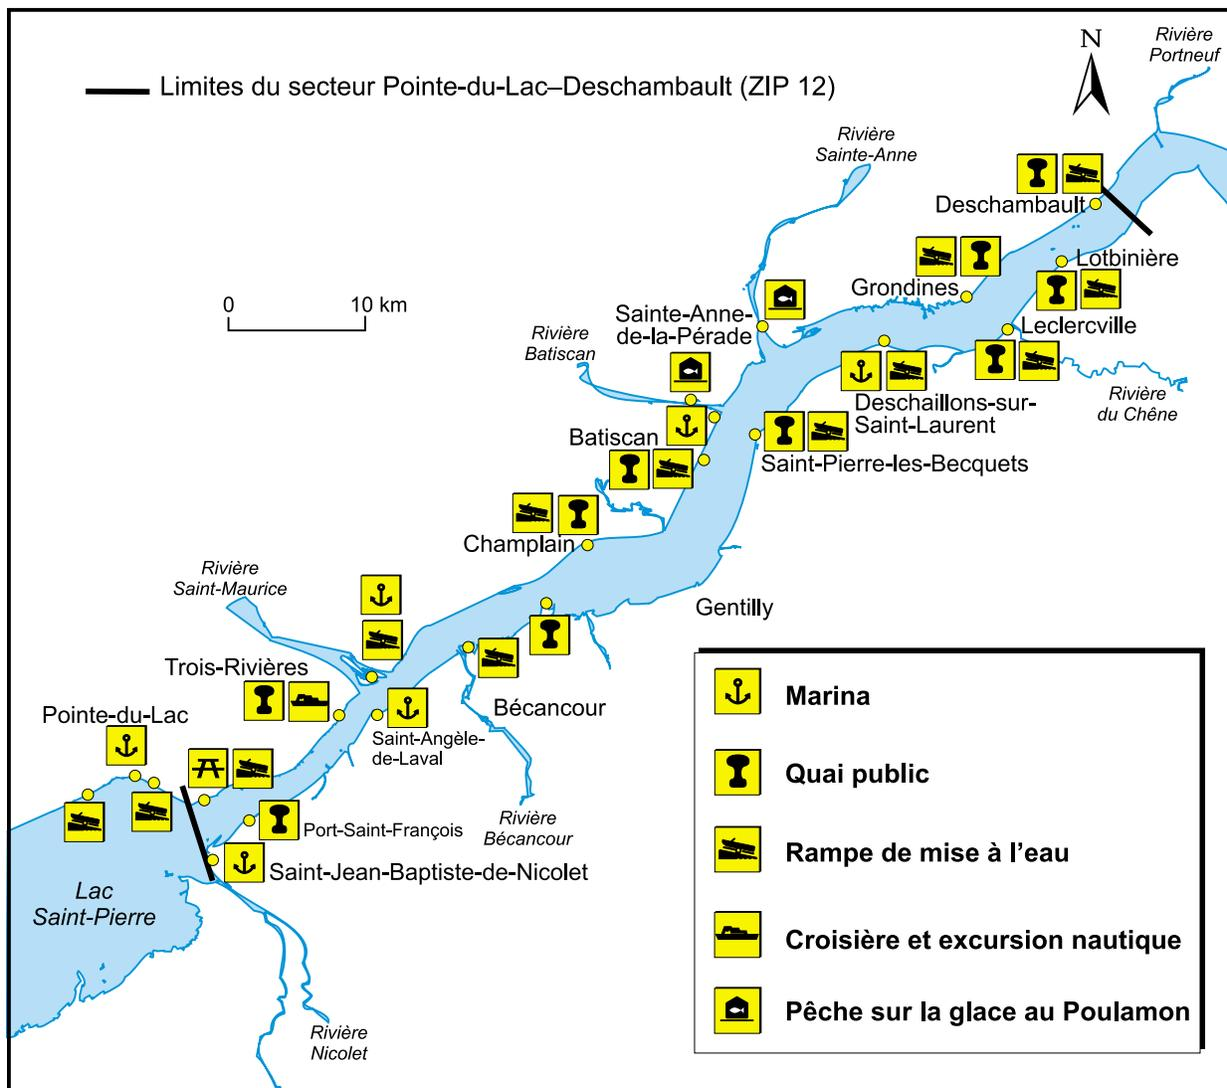 Rivière
Portneuf
N
Limites du secteur Pointe-du-Lac–Deschambault (ZIP 12)
Rivière
Sainte-Anne
Deschambault
Lotbinière
Grondines
0 10 km
Sainte-Anne-
de-la-Pérade
Leclercville
Rivière
Batiscan
Rivière
du Chêne
Deschaillons-sur-
Saint-Laurent
Batiscan
Saint-Pierre-les-Becquets
Champlain
Rivière
Saint-Maurice
Gentilly
Trois-Rivières
Bécancour
Pointe-du-Lac
Saint-Angèle-
de-Laval
Rivière
Bécancour
Port-Saint-François
Saint-Jean-Baptiste-de-Nicolet
Lac
Saint-Pierre
Rivière
Nicolet
Marina
Quai public
Rampe de mise à l'eau
Croisière et excursion nautique
Pêche sur la glace au Poulamon